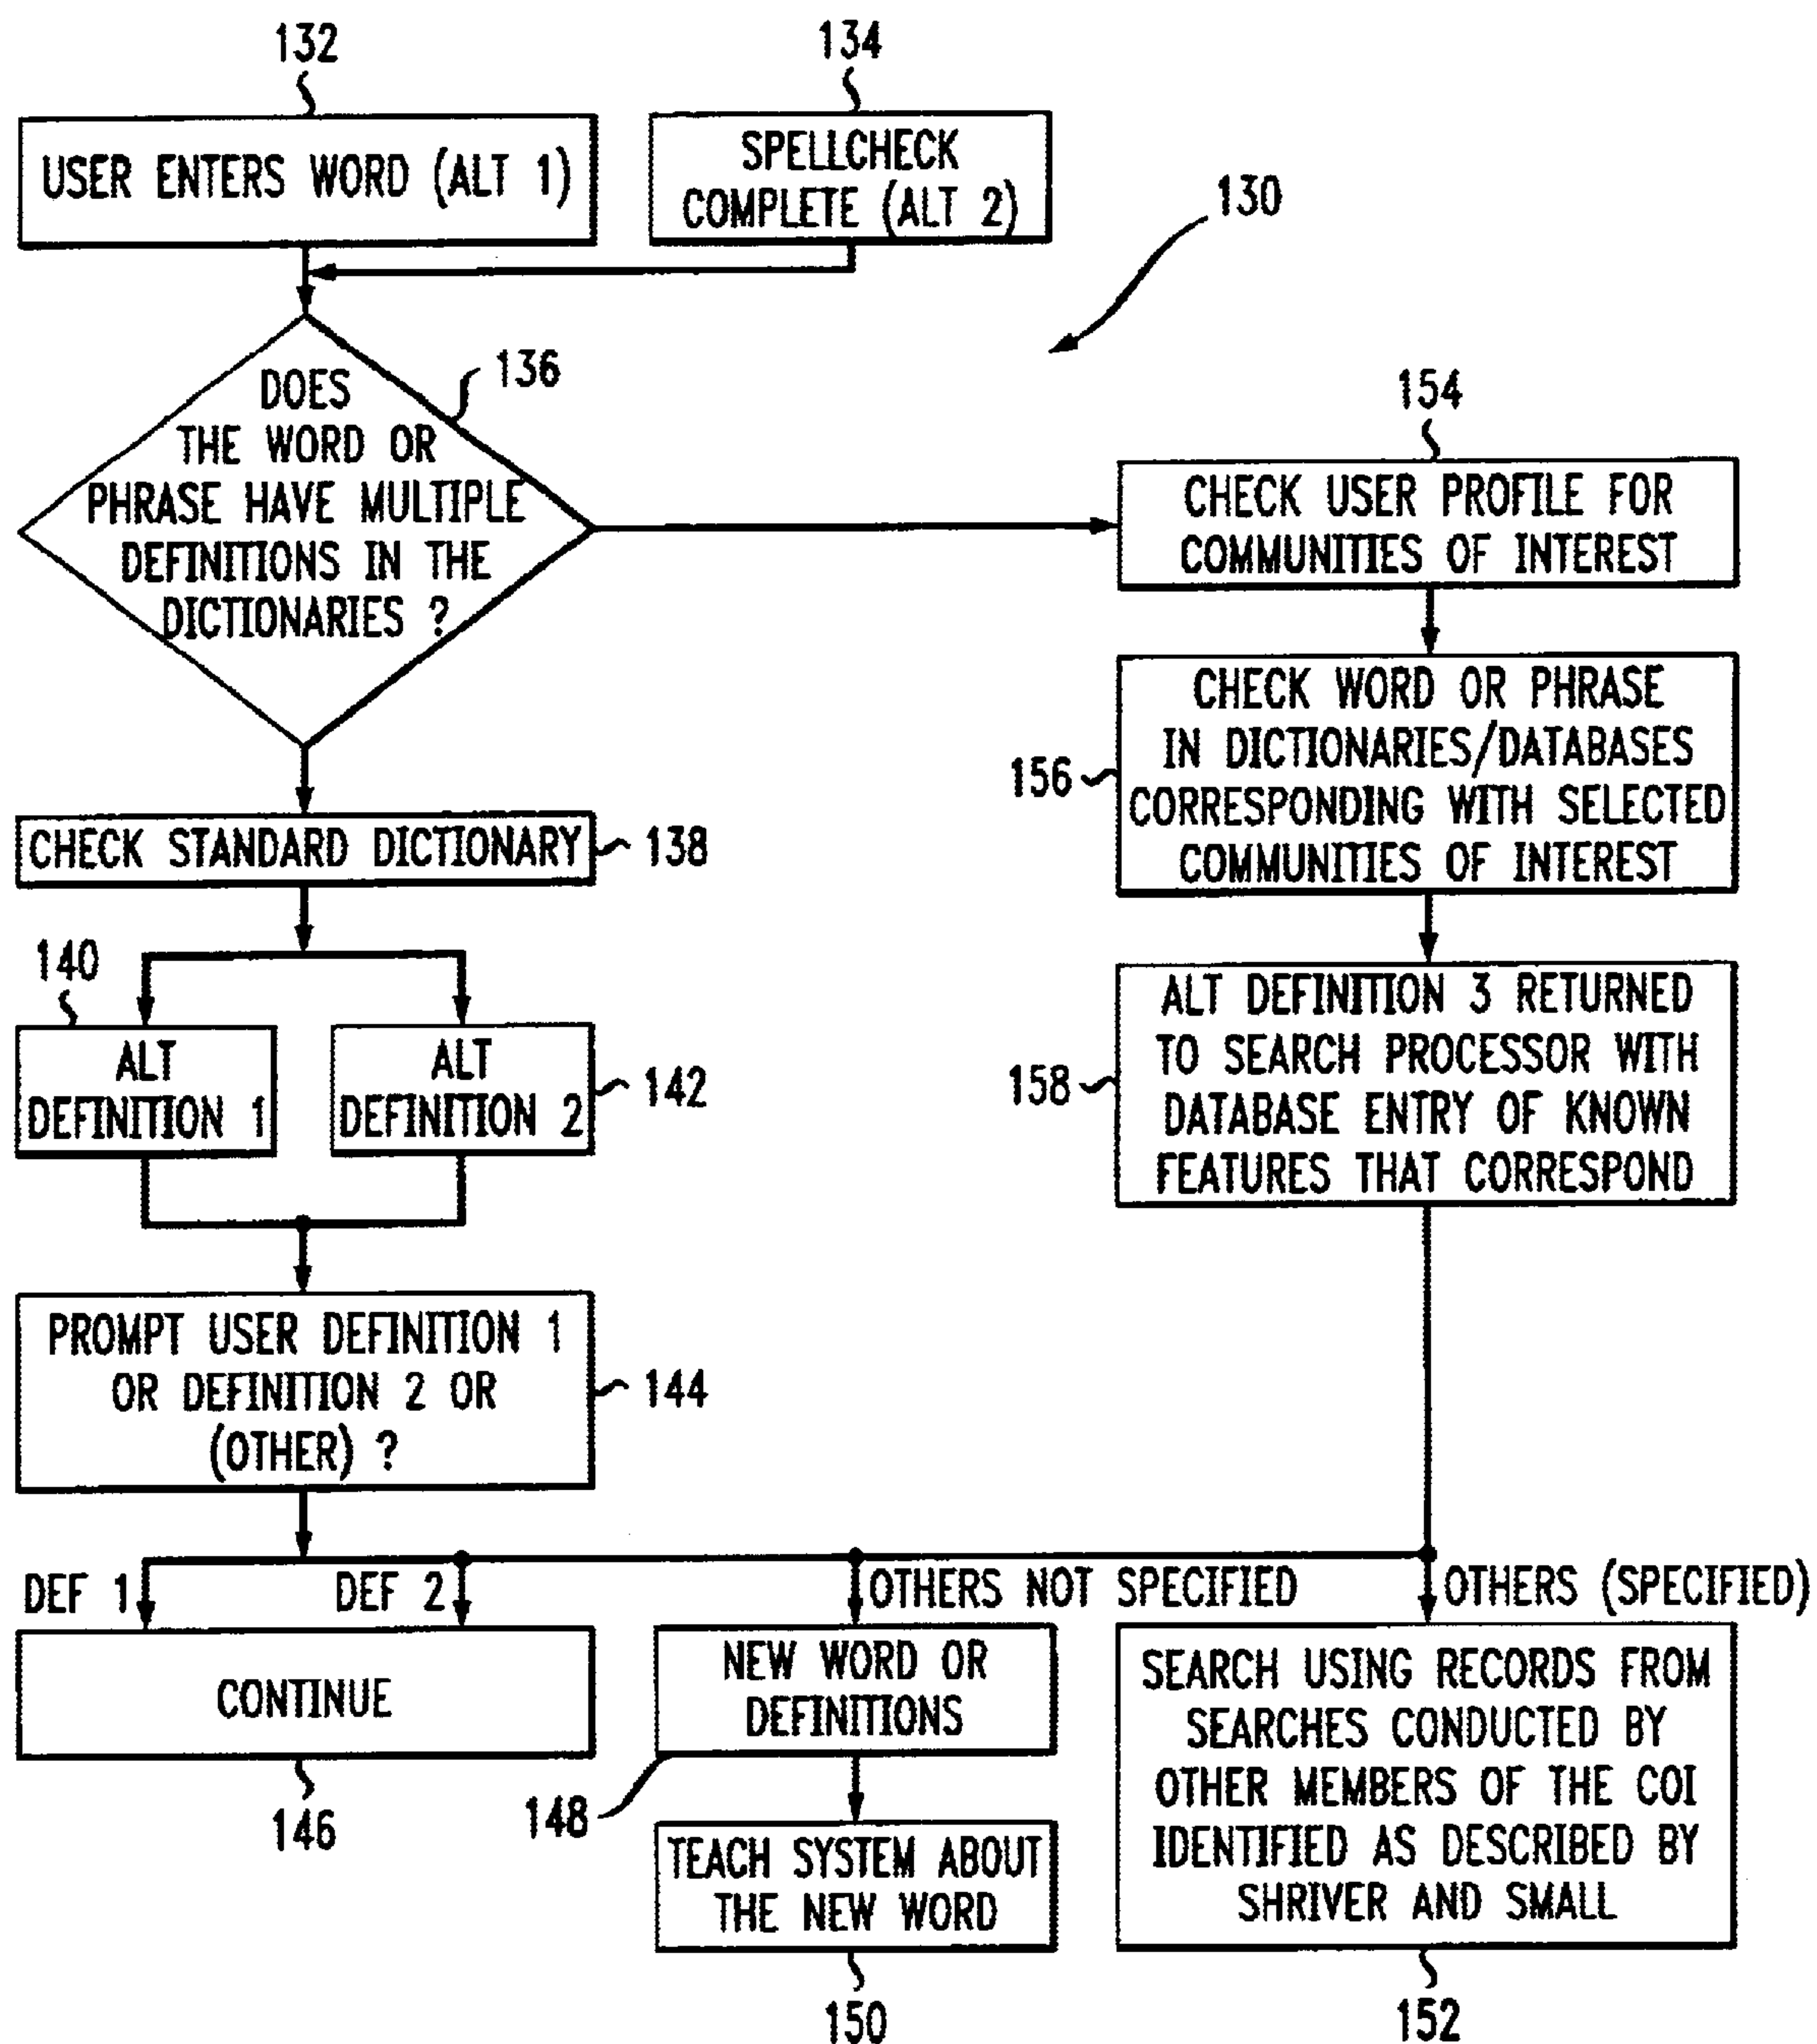 132
134
USER ENTERS WORD (ALT 1)
SPELLCHECK
COMPLETE (ALT 2)
130
DOES
THE WORD OR
PHRASE HAVE MULTIPLE
DEFINITIONS IN THE
DICTIONARIES ?
136
154
CHECK USER PROFILE FOR
COMMUNITIES OF INTEREST
CHECK WORD OR PHRASE
IN DICTIONARIES/DATABASES
CORRESPONDING WITH SELECTED
COMMUNITIES OF INTEREST
156
CHECK STANDARD DICTIONARY
138
140
ALT
DEFINITION 1
ALT
DEFINITION 2
142
ALT DEFINITION 3 RETURNED
TO SEARCH PROCESSOR WITH
DATABASE ENTRY OF KNOWN
FEATURES THAT CORRESPOND
158
PROMPT USER DEFINITION 1
OR DEFINITION 2 OR
(OTHER) ?
144
DEF 1
DEF 2
OTHERS NOT SPECIFIED
OTHERS (SPECIFIED)
CONTINUE
146
NEW WORD OR
DEFINITIONS
148
TEACH SYSTEM ABOUT
THE NEW WORD
150
SEARCH USING RECORDS FROM
SEARCHES CONDUCTED BY
OTHER MEMBERS OF THE COI
IDENTIFIED AS DESCRIBED BY
SHRIVER AND SMALL
152